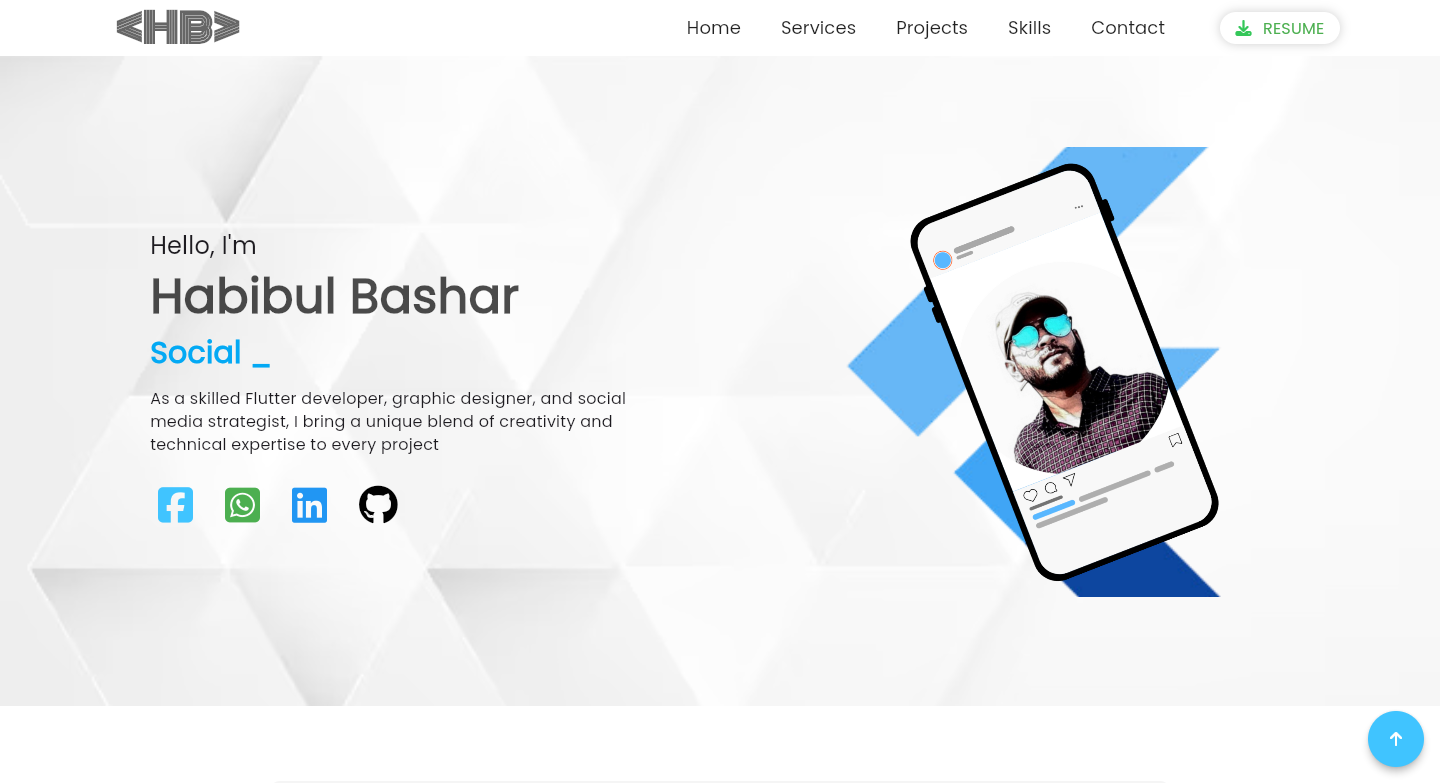 <HB>
Home Services Projects Skills Contact RESUME
Hello, I'm
Habibul Bashar
Social _
As a skilled Flutter developer, graphic designer, and social
media strategist, I bring a unique blend of creativity and
technical expertise to every project
in